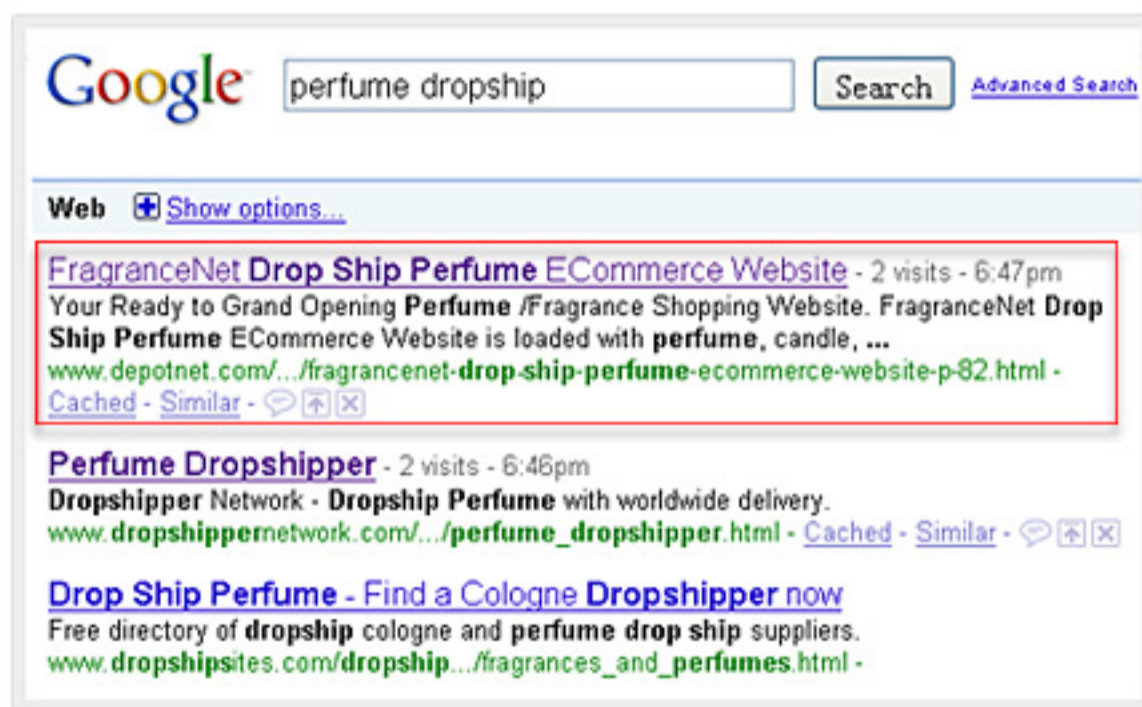 Google perfume dropship Search Advanced Search
Web Show options...
FragranceNet Drop Ship Perfume ECommerce Website - 2 visits - 6:47pm
Your Ready to Grand Opening Perfume /Fragrance Shopping Website. FragranceNet Drop
Ship Perfume ECommerce Website is loaded with perfume, candle, ...
www.depotnet.com/.../fragrancenet-drop-ship-perfume-ecommerce-website-p-82.html -
Cached - Similar -
Perfume Dropshipper - 2 visits - 6:46pm
Dropshipper Network - Dropship Perfume with worldwide delivery.
www.dropshippernetwork.com/.../perfume_dropshipper.html - Cached - Similar -
Drop Ship Perfume - Find a Cologne Dropshipper now
Free directory of dropship cologne and perfume drop ship suppliers.
www.dropshipsites.com/dropship.../fragrances_and_perfumes.html -